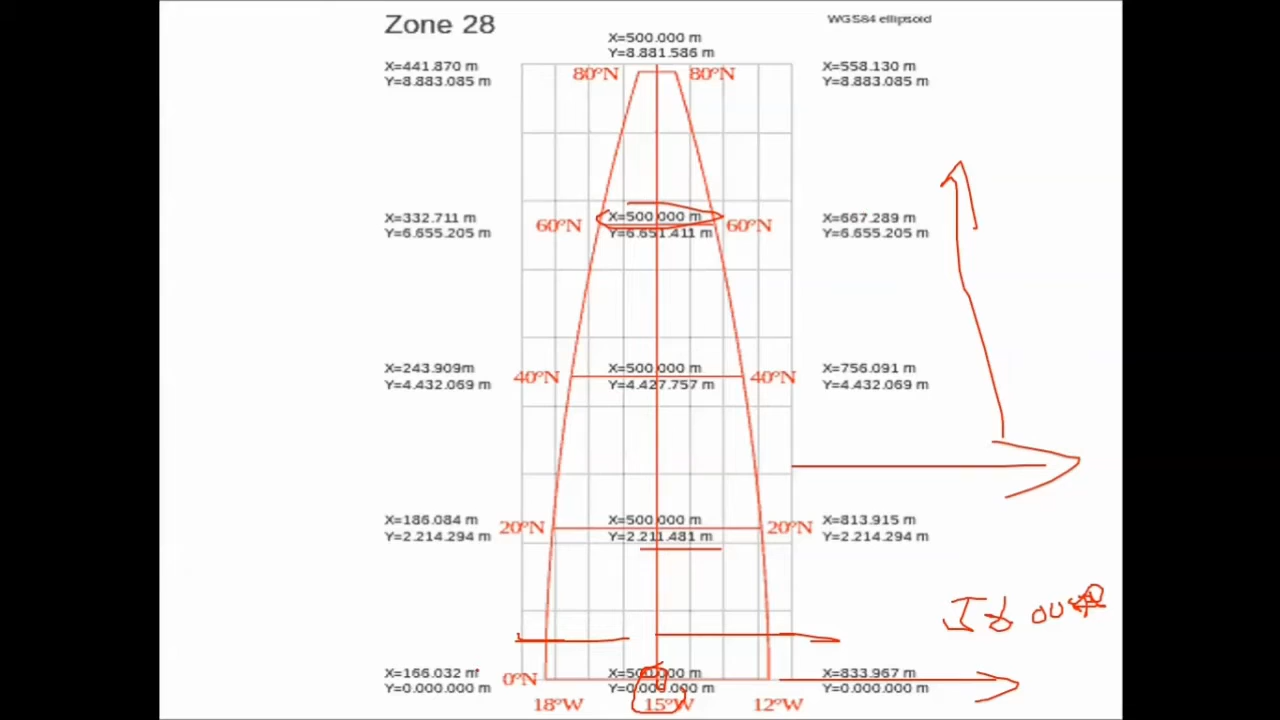 Zone 28
WGS84 ellipsoid
X=500.000 m
Y=8.881.586 m
X=441.870 m
Y=8.883.085 m
80°N 80°N
X=558.130 m
Y=8.883.085 m
X=332.711 m
Y=6.655.205 m
60°N
X=500.000 m
Y=6.651.411 m
60°N
X=667.289 m
Y=6.655.205 m
X=243.909m
Y=4.432.069 m
40°N
X=500.000 m
Y=4.427.757 m
40°N
X=756.091 m
Y=4.432.069 m
X=186.084 m
Y=2.214.294 m
20°N
X=500.000 m
Y=2.211.481 m
20°N
X=813.915 m
Y=2.214.294 m
X=166.032 m
Y=0.000.000 m
0°N
X=500.000 m
Y=0.000.000 m
X=833.967 m
Y=0.000.000 m
18°W 15°W 12°W